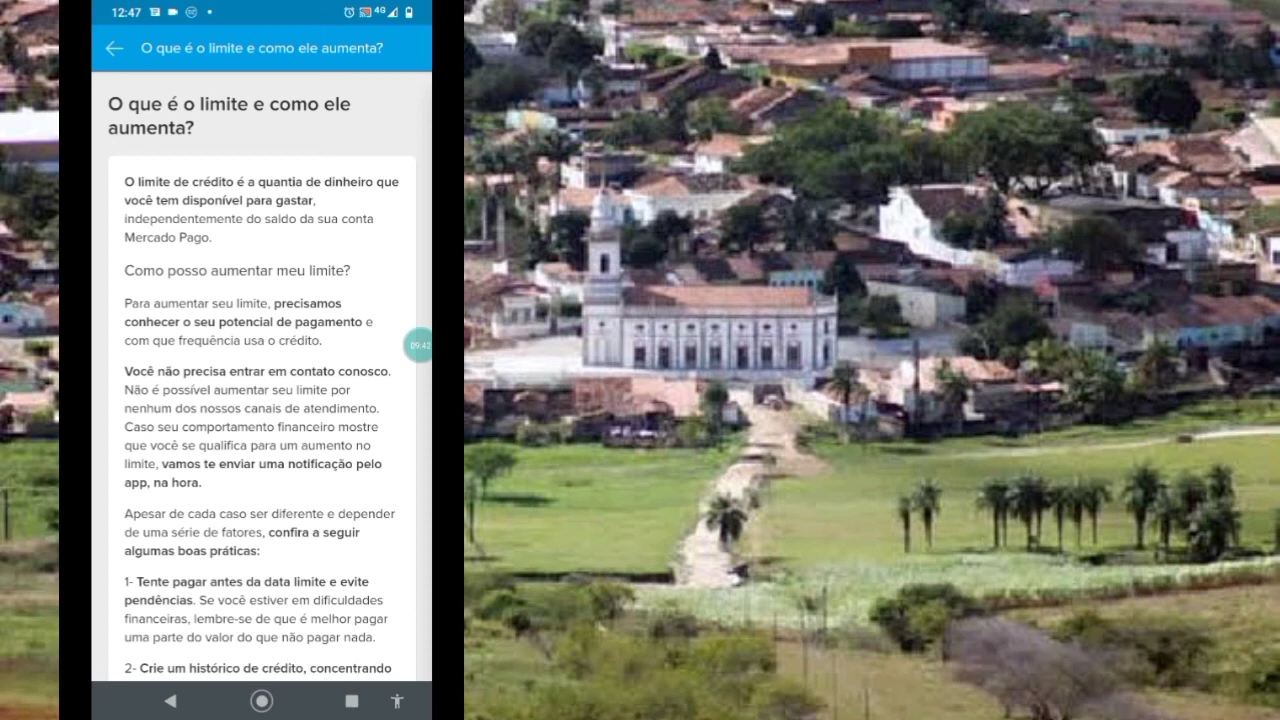 12:47
4G
O que é o limite e como ele aumenta?
O que é o limite e como ele
aumenta?
O limite de crédito é a quantia de dinheiro que
você tem disponível para gastar,
independentemente do saldo da sua conta
Mercado Pago.
Como posso aumentar meu limite?
Para aumentar seu limite, precisamos
conhecer o seu potencial de pagamento e
com que frequência usa o crédito.
09:42
Você não precisa entrar em contato conosco.
Não é possível aumentar seu limite por
nenhum dos nossos canais de atendimento.
Caso seu comportamento financeiro mostre
que você se qualifica para um aumento no
limite, vamos te enviar uma notificação pelo
app, na hora.
Apesar de cada caso ser diferente e depender
de uma série de fatores, confira a seguir
algumas boas práticas:
1- Tente pagar antes da data limite e evite
pendências. Se você estiver em dificuldades
financeiras, lembre-se de que é melhor pagar
uma parte do valor do que não pagar nada.
2- Crie um histórico de crédito, concentrando